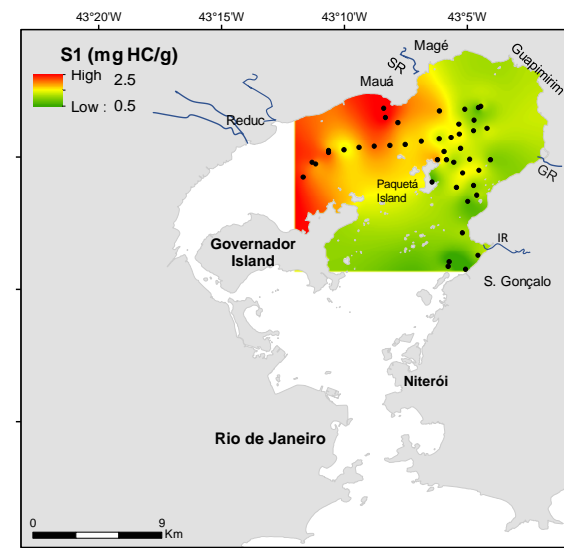 43°20'W 43°15'W 43°10'W 43°5'W
S1 (mg HC/g)
High 2.5
Low : 0.5
Magé
SR
Guapimirim
Mauá
Reduc
GR
Paquetá
Island
IR
Governador
Island
S. Gonçalo
Niterói
Rio de Janeiro
0 9
Km